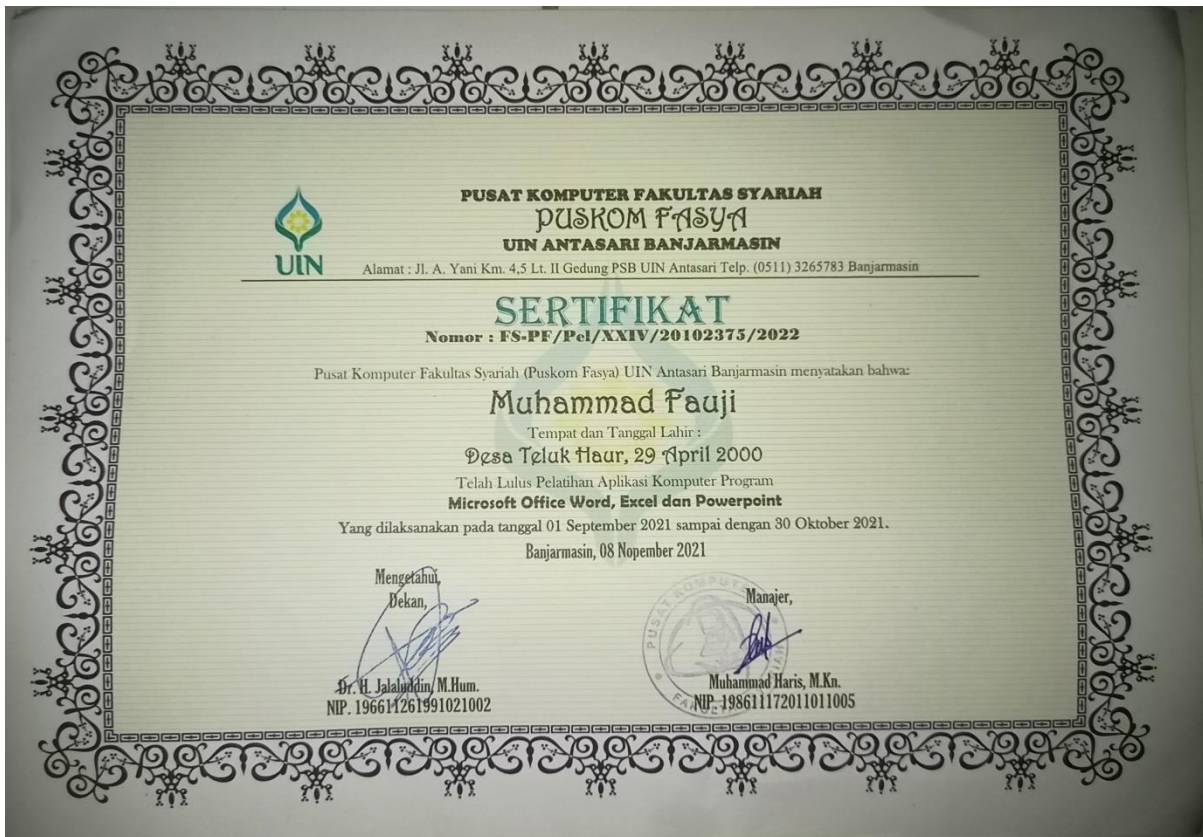 UIN
PUSAT KOMPUTER FAKULTAS SYARIAH
PUSKOM FASYA
UIN ANTASARI BANJARMASIN
Alamat : Jl. A. Yani Km. 4,5 Lt. II Gedung PSB UIN Antasari Telp. (0511) 3265783 Banjarmasin
SERTIFIKAT
Nomor : FS-PF/Pel/XXIV/20102375/2022
Pusat Komputer Fakultas Syariah (Puskom Fasya) UIN Antasari Banjarmasin menyatakan bahwa:
Muhammad Fauji
Tempat dan Tanggal Lahir :
Desa Teluk Haur, 29 April 2000
Telah Lulus Pelatihan Aplikasi Komputer Program
Microsoft Office Word, Excel dan Powerpoint
Yang dilaksanakan pada tanggal 01 September 2021 sampai dengan 30 Oktober 2021.
Banjarmasin, 08 Nopember 2021
Mengetahui,
Dekan,
Dr. H. Jalaluddin, M.Hum.
NIP. 196611261991021002
PUSAT KOMPUTER
Manajer,
Muhammad Haris, M.Kn.
NIP. 198611172011011005